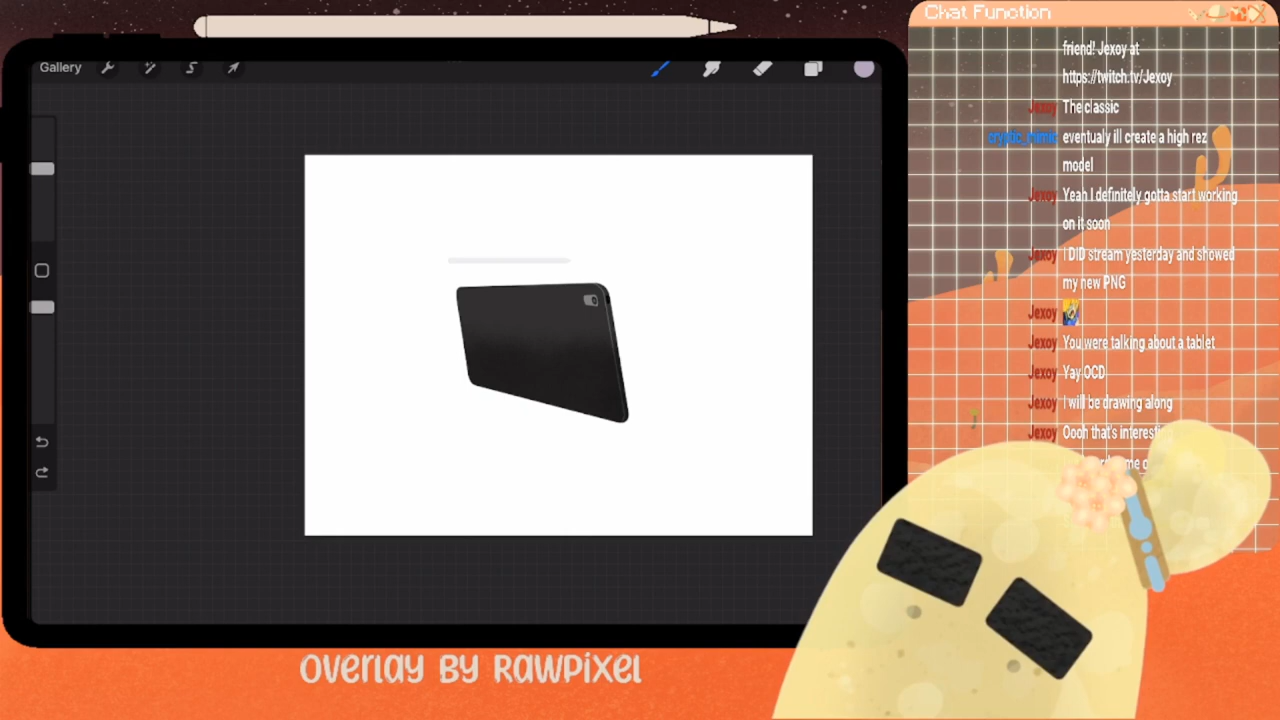 Chat Function
Gallery
friend! Jexoy at
https://twitch.tv/Jexoy
Jexoy The classic
cryptic_mimic eventualy ill create a high rez
model
Jexoy Yeah I definitely gotta start working
on it soon
Jexoy I DID stream yesterday and showed
my new PNG
Jexoy
Jexoy You were talking about a tablet
Jexoy Yay OCD
Jexoy I will be drawing along
Jexoy Oooh that's
OVERLAY BY RAWPIXEL